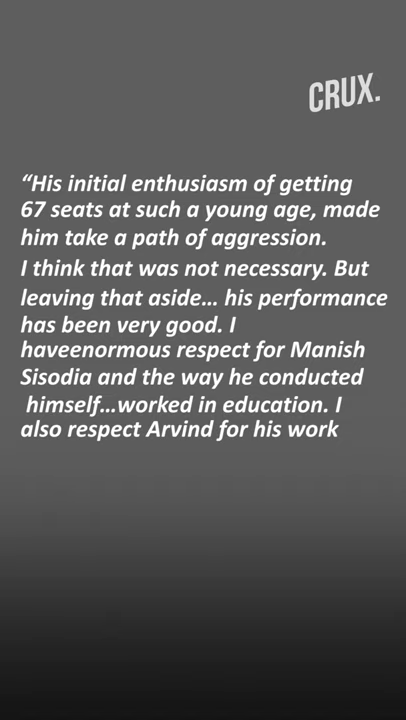 CRUX.
“His initial enthusiasm of getting
67 seats at such a young age, made
him take a path of aggression.
I think that was not necessary. But
leaving that aside... his performance
has been very good. I
haveenormous respect for Manish
Sisodia and the way he conducted
himself...worked in education. I
also respect Arvind for his work